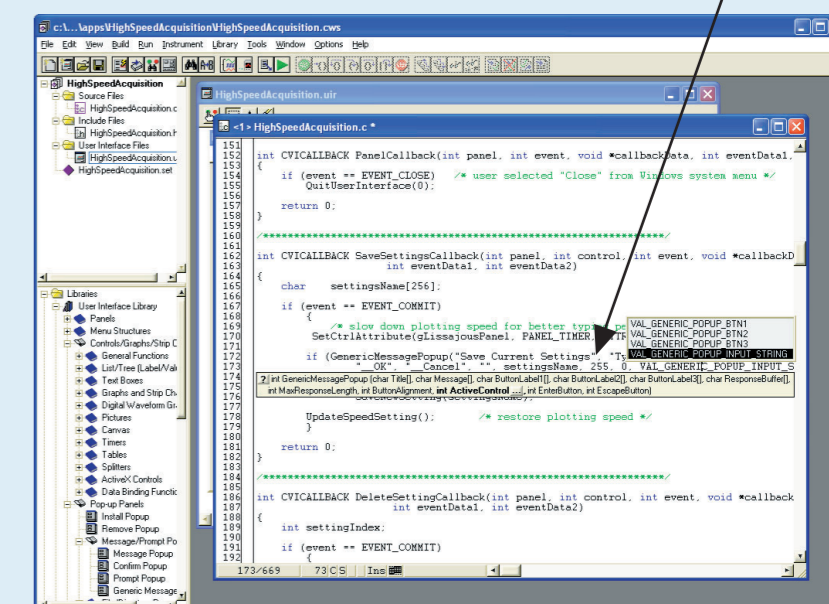 c:\...\apps\HighSpeedAcquisition\HighSpeedAcquisition.cws
File Edit View Build Run Instrument Library Tools Window Options Help
HighSpeedAcquisition
Source Files
HighSpeedAcquisition.c
Include Files
HighSpeedAcquisition.h
User Interface Files
HighSpeedAcquisition.u
HighSpeedAcquisition.set
Libraries
User Interface Library
Panels
Menu Structures
Controls/Graphs/Strip C
General Functions
List/Tree (Label/Valu
Text Boxes
Graphs and Strip Ch
Digital Waveform Gr
Pictures
Canvas
Timers
Tables
Splitters
ActiveX Controls
Data Binding Functic
Pop-up Panels
Install Popup
Remove Popup
Message/Prompt Po
Message Popup
Confirm Popup
Prompt Popup
Generic Message
HighSpeedAcquisition.uir
<1> HighSpeedAcquisition.c *
151
152 int CVICALLBACK PanelCallback(int panel, int event, void *callbackData, int eventData1,
153 {
154 if (event == EVENT_CLOSE) /* user selected "Close" from Windows system menu */
155 QuitUserInterface(0);
156
157 return 0;
158 }
159
160 /***************************************************************/
161
162 int CVICALLBACK SaveSettingsCallback(int panel, int control, int event, void *callbackD
163 int eventData1, int eventData2)
164 {
165 char settingsName[256];
166
167 if (event == EVENT_COMMIT)
168 {
169 /* slow down plotting speed for better typing pe
170 SetCtrlAttribute(gLissajousPanel, PANEL_TIMER, TTR
171
172 if (GenericMessagePopup("Save Current Settings", "Ty
173 "__OK", "__Cancel", "", settingsName, 255, 0, VAL_GENERIC_POPUP_INPUT_S
VAL_GENERIC_POPUP_BTN1
VAL_GENERIC_POPUP_BTN2
VAL_GENERIC_POPUP_BTN3
VAL_GENERIC_POPUP_INPUT_STRING
174
? int GenericMessagePopup (char Title[], char Message[], char ButtonLabel1[], char ButtonLabel2[], char ButtonLabel3[], char ResponseBuffer[],
175
int MaxResponseLength, int ButtonAlignment, int ActiveControl ..., int EnterButton, int EscapeButton)
176
177
178 UpdateSpeedSetting(); /* restore plotting speed */
179 }
180
181 return 0;
182 }
183
184 /***************************************************************/
185
186 int CVICALLBACK DeleteSettingCallback(int panel, int control, int event, void *callback
187 int eventData1, int eventData2)
188 {
189 int settingIndex;
190
191 if (event == EVENT_COMMIT)
192 {
173/669 73 C S Ins